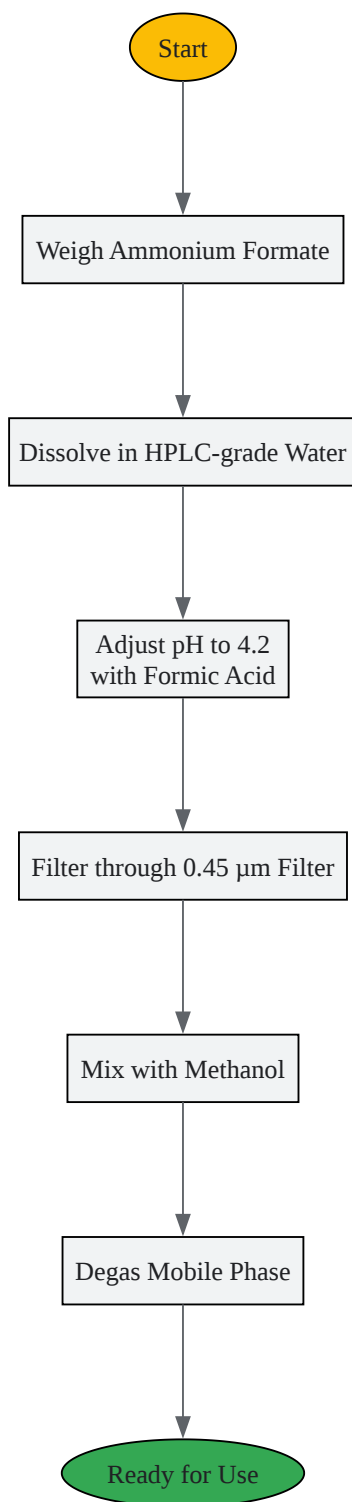 Start
Weigh Ammonium Formate
Dissolve in HPLC-grade Water
Adjust pH to 4.2
with Formic Acid
Filter through 0.45 µm Filter
Mix with Methanol
Degas Mobile Phase
Ready for Use